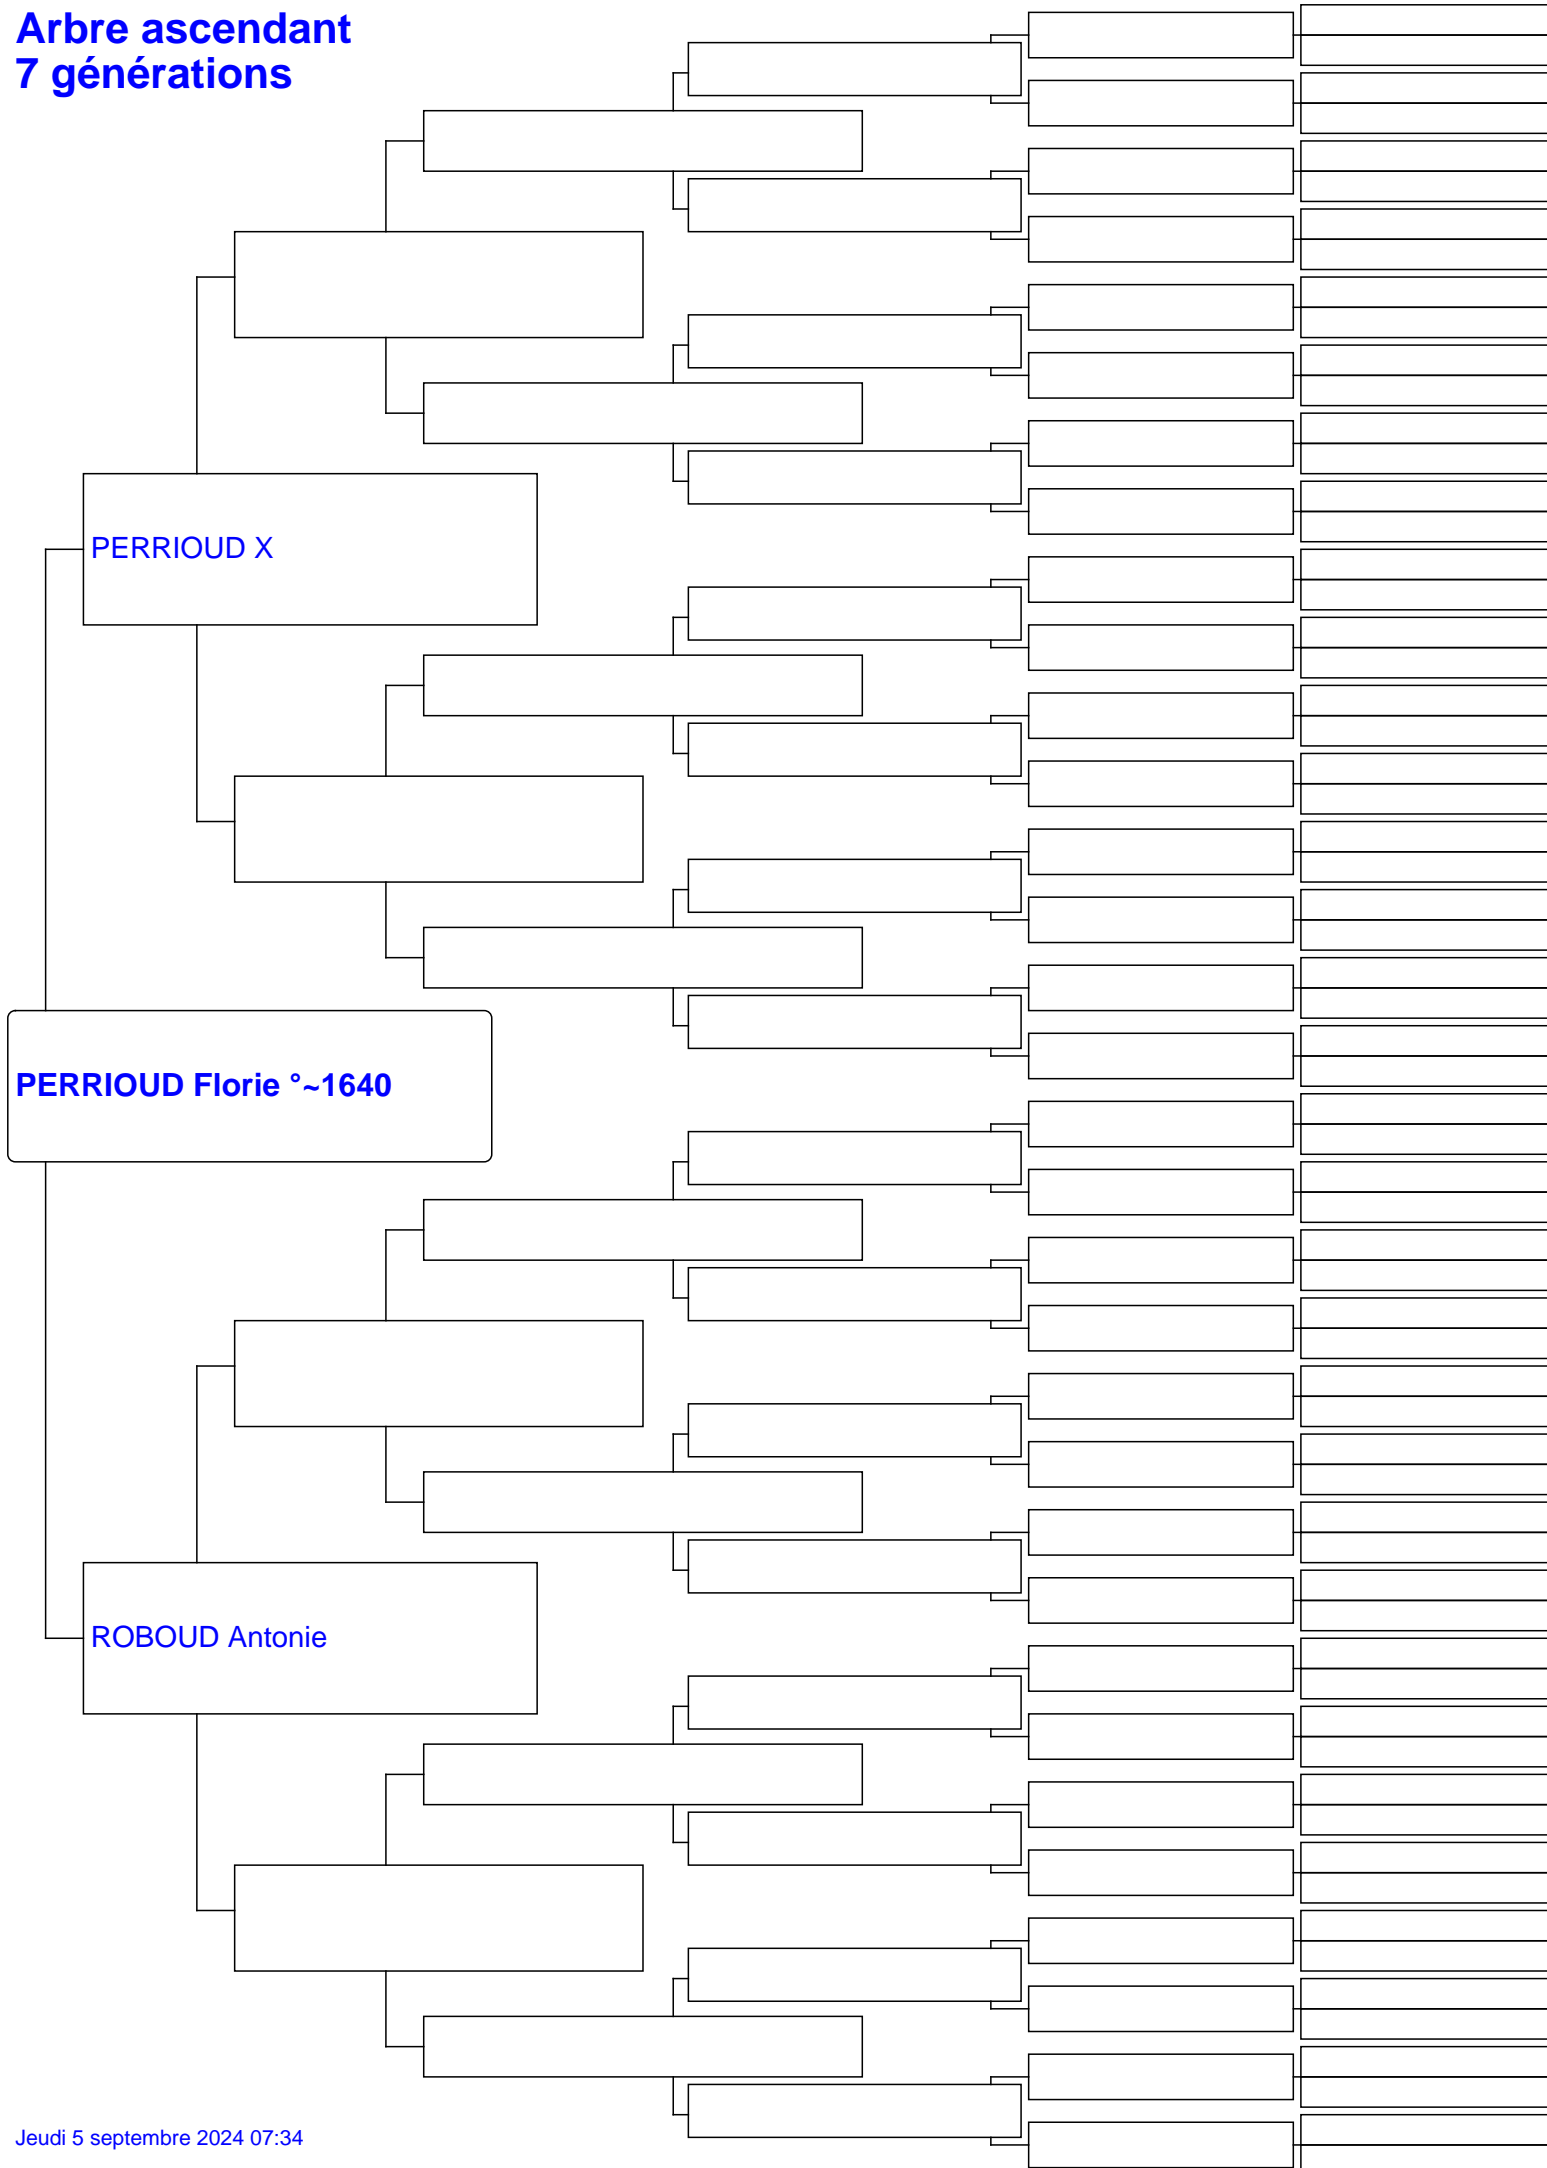 Arbre ascendant
7 générations
PERRIOUD X
PERRIOUD Florie °~1640
ROBOUD Antonie
Jeudi 5 septembre 2024 07:34